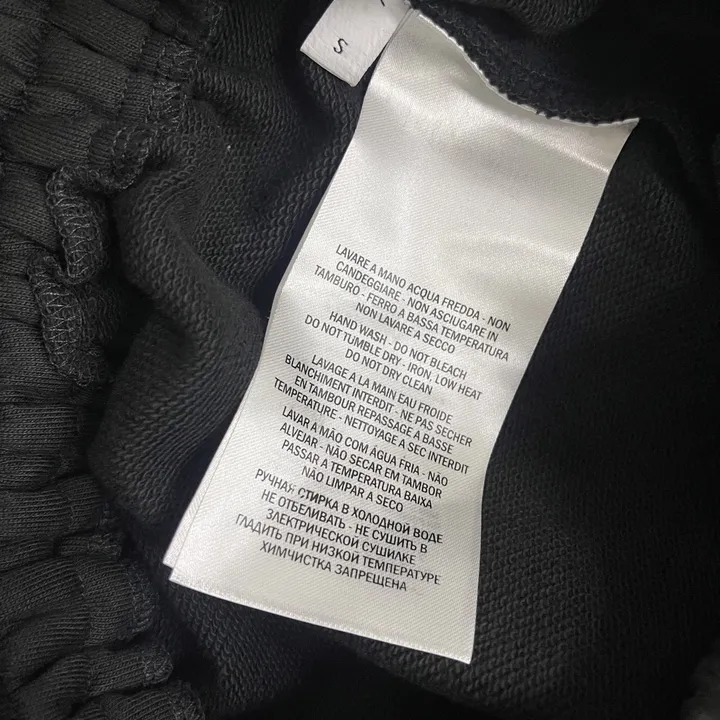 S
LAVARE A MANO ACQUA FREDDA - NON
CANDEGGIARE - NON ASCIUGARE IN
TAMBURO - FERRO A BASSA TEMPERATURA
NON LAVARE A SECCO
HAND WASH - DO NOT BLEACH
DO NOT TUMBLE DRY - IRON, LOW HEAT
DO NOT DRY CLEAN
LAVAGE A LA MAIN EAU FROIDE
BLANCHIMENT INTERDIT - NE PAS SECHER
EN TAMBOUR REPASSAGE A BASSE
TEMPERATURE - NETTOYAGE A SEC INTERDIT
LAVAR A MÃO COM ÁGUA FRIA - NÃO
ALVEJAR - NÃO SECAR EM TAMBOR
PASSAR A TEMPERATURA BAIXA
NÃO LIMPAR A SECO
РУЧНАЯ СТИРКА В ХОЛОДНОЙ ВОДЕ
НЕ ОТБЕЛИВАТЬ - НЕ СУШИТЬ В
ЗЛЕКТРИЧЕСКОЙ СУШИЛКЕ
ГЛАДИТЬ ПРИ НИЗКОЙ ТЕМПЕРАТУРЕ
ХИМЧИСТКА ЗАПРЕЩЕНА